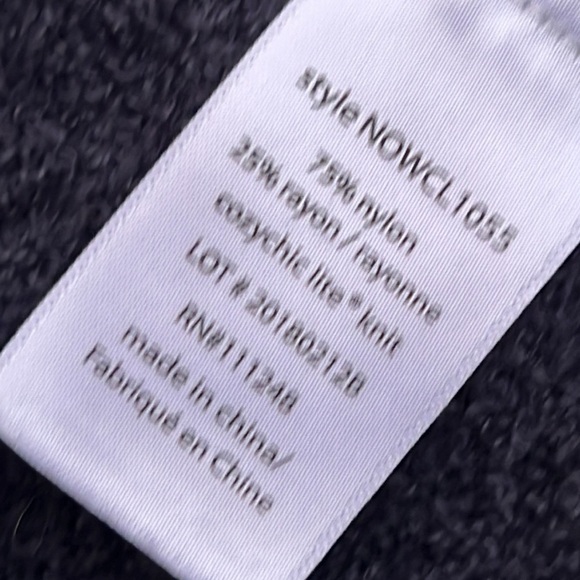 style NOWCL1055
75% nylon
25% rayon / rayonne
cozychic lite ® knit
LOT # 20180212B
RN#111248
made in china/
Fabriqué en Chine